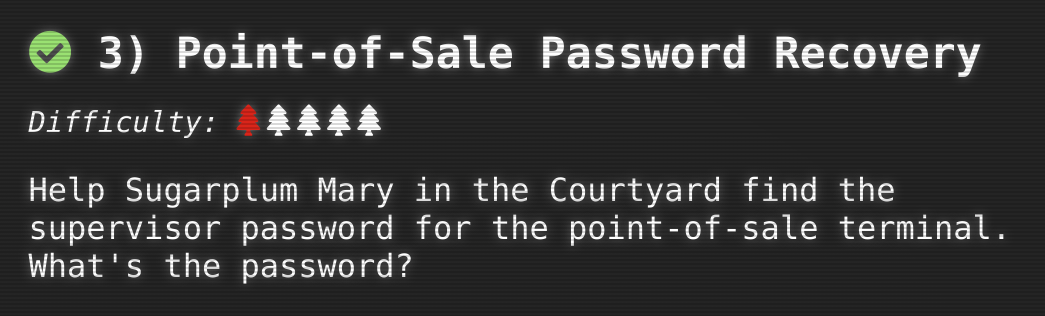 3) Point-of-Sale Password Recovery
Difficulty:
Help Sugarplum Mary in the Courtyard find the
supervisor password for the point-of-sale terminal.
What's the password?